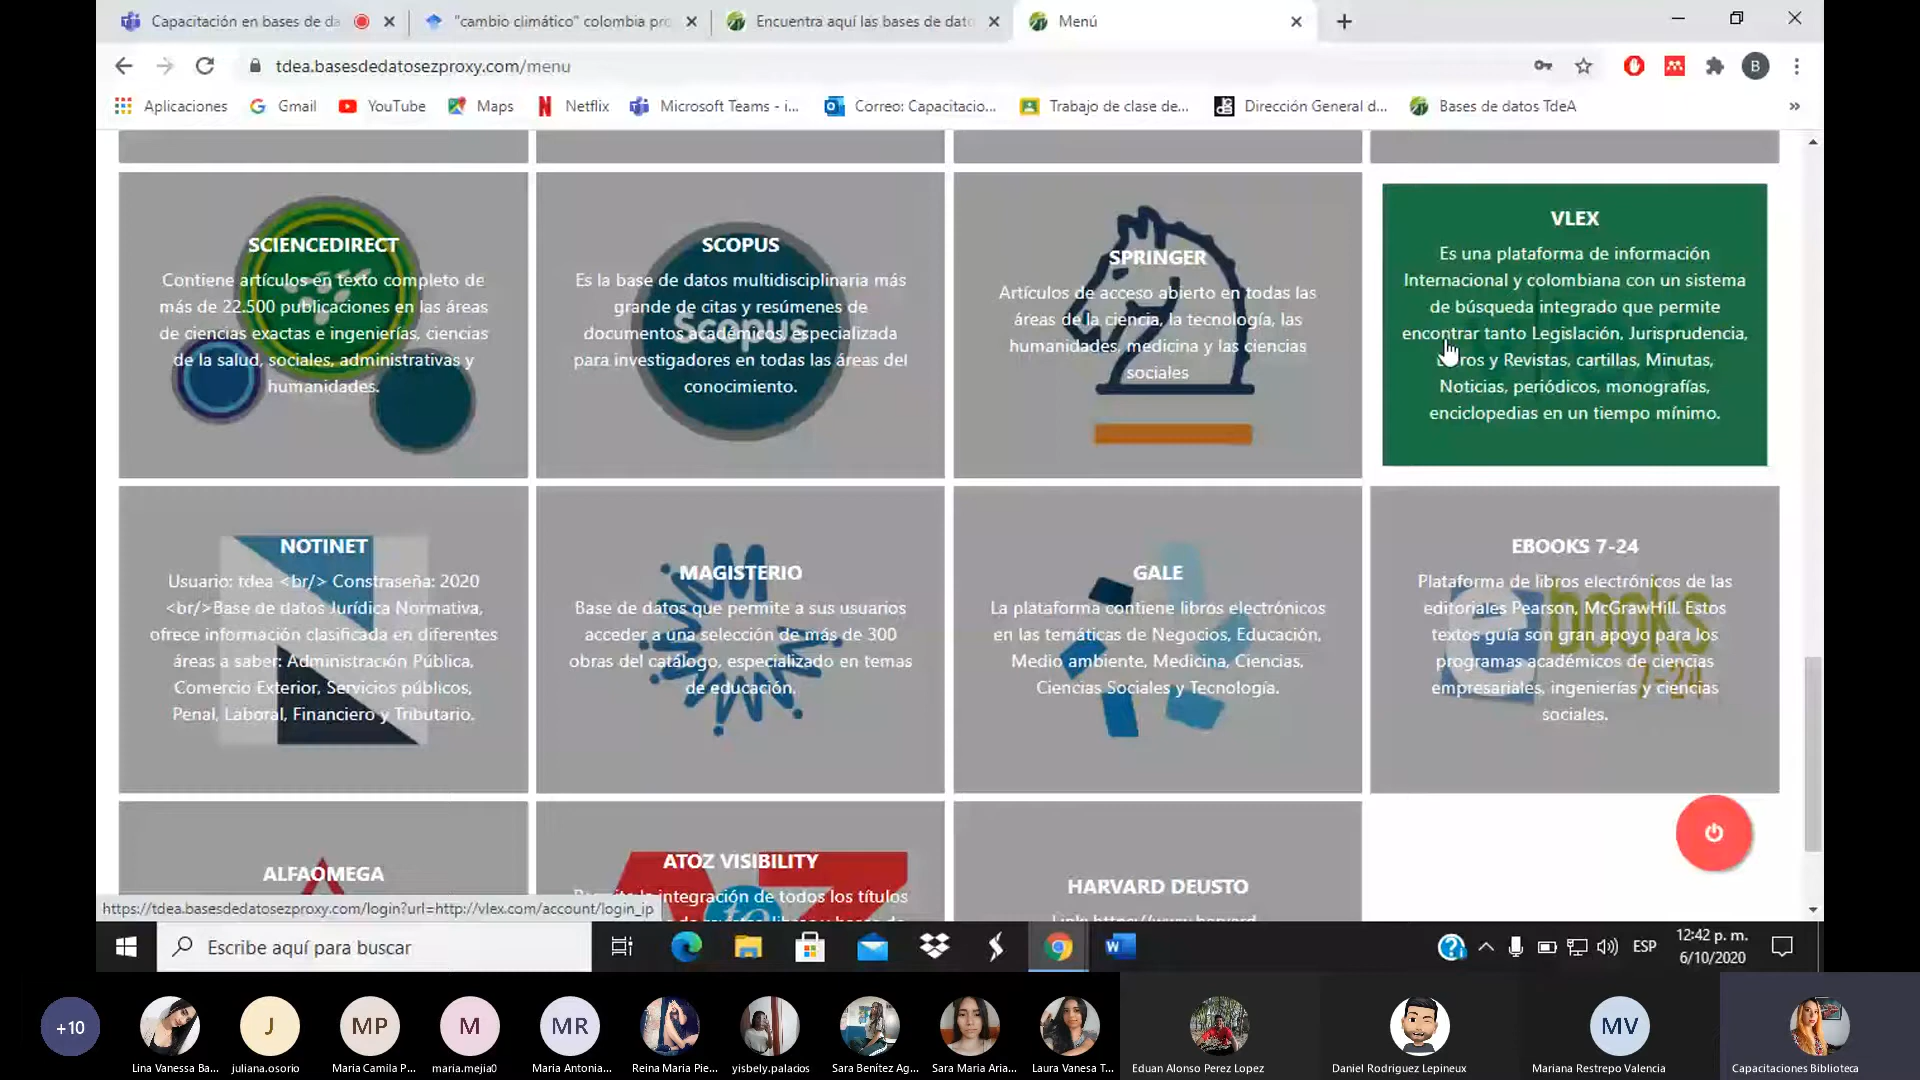 Capacitación en bases de da
"cambio climático" colombia pro
Encuentra aquí las bases de dato
Menú
tdea.basesdedatosezproxy.com/menu
B
Aplicaciones
Gmail
YouTube
Maps
Netflix
Microsoft Teams - i...
Correo: Capacitacio...
Trabajo de clase de...
Dirección General d...
Bases de datos TdeA
»
SCIENCEDIRECT
Contiene artículos en texto completo de
más de 22.500 publicaciones en las áreas
de ciencias exactas e ingenierías, ciencias
de la salud, sociales, administrativas y
humanidades.
SCOPUS
Es la base de datos multidisciplinaria más
grande de citas y resúmenes de
documentos académicos, especializada
para investigadores en todas las áreas del
conocimiento.
Scopus
SPRINGER
Artículos de acceso abierto en todas las
áreas de la ciencia, la tecnología, las
humanidades, medicina y las ciencias
sociales
VLEX
Es una plataforma de información
Internacional y colombiana con un sistema
de búsqueda integrado que permite
encontrar tanto Legislación, Jurisprudencia,
y Revistas, cartillas, Minutas,
Noticias, periódicos, monografías,
enciclopedias en un tiempo mínimo.
NOTINET
Usuario: tdea <br/> Constraseña: 2020
<br/>Base de datos Jurídica Normativa,
ofrece información clasificada en diferentes
áreas a saber: Administración Pública,
Comercio Exterior, Servicios públicos,
Penal, Laboral, Financiero y Tributario.
MAGISTERIO
Base de datos que permite a sus usuarios
acceder a una selección de más de 300
obras del catálogo, especializado en temas
de educación.
GALE
La plataforma contiene libros electrónicos
en las temáticas de Negocios, Educación,
Medio ambiente, Medicina, Ciencias,
Ciencias Sociales y Tecnología.
EBOOKS 7-24
Plataforma de libros electrónicos de las
editoriales Pearson, McGrawHill. Estos
textos guía son gran apoyo para los
programas académicos de ciencias
empresariales, ingenierías y ciencias
sociales.
books
7-24
ALFAOMEGA
ATOZ VISIBILITY
Permite la integración de todos los títulos
HARVARD DEUSTO
https://tdea.basesdedatosezproxy.com/login?url=http://vlex.com/account/login_ip
Escribe aquí para buscar
ESP
12:42 p. m.
6/10/2020
+10
J
MP
M
MR
MV
Lina Vanessa Ba...
juliana.osorio
Maria Camila P...
maria.mejia0
Maria Antonia...
Reina Maria Pie...
yisbely.palacios
Sara Benítez Ag...
Sara Maria Aria...
Laura Vanesa T...
Eduan Alonso Perez Lopez
Daniel Rodriguez Lepineux
Mariana Restrepo Valencia
Capacitaciones Biblioteca